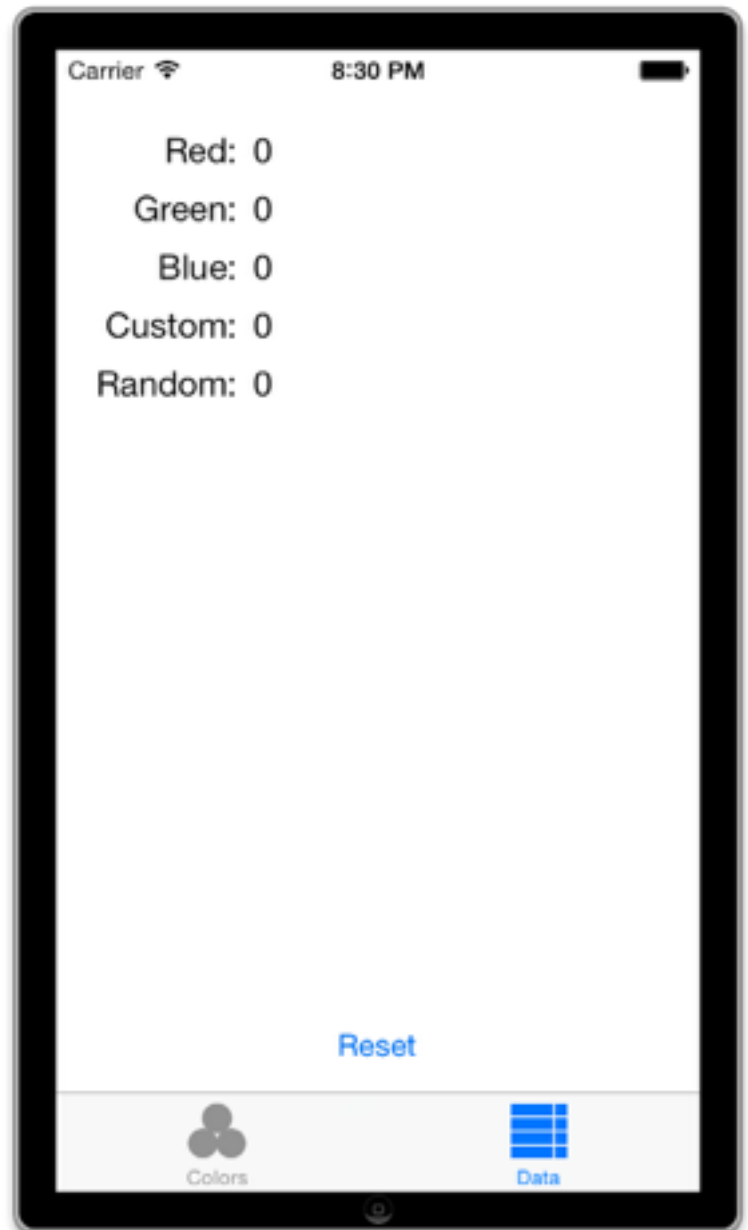 Carrier 8:30 PM
Red: 0
Green: 0
Blue: 0
Custom: 0
Random: 0
Reset
Colors Data